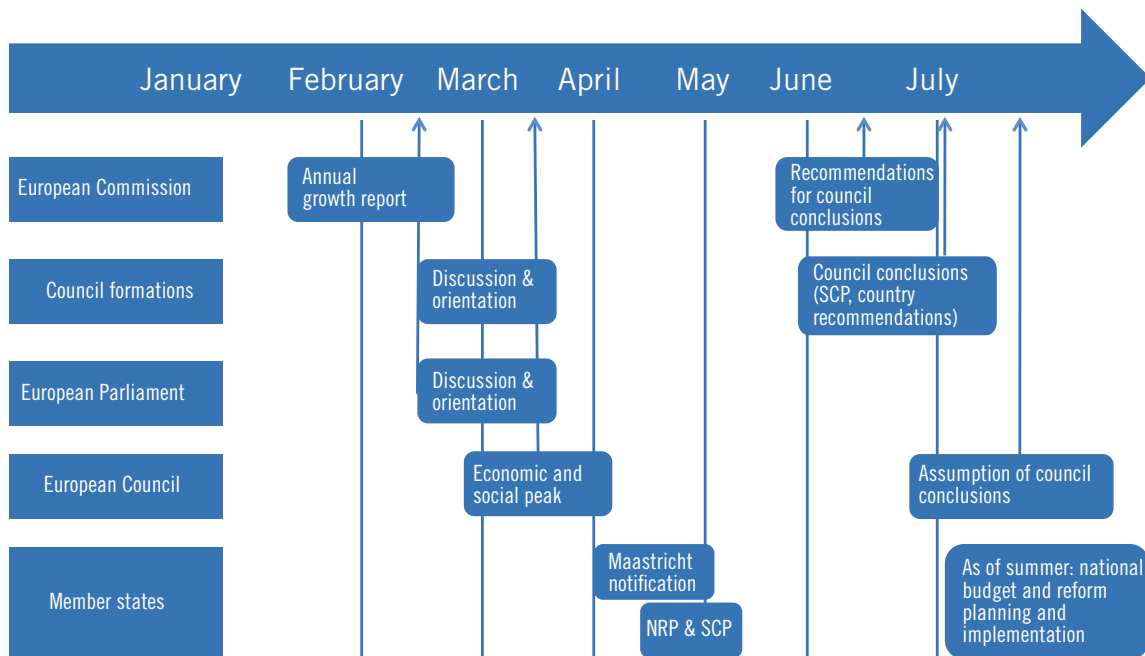 January February March April May June July
European Commission
Annual
growth report
Recommendations
for council
conclusions
Council formations
Discussion &
orientation
Council conclusions
(SCP, country
recommendations)
European Parliament
Discussion &
orientation
European Council
Economic and
social peak
Assumption of council
conclusions
Member states
Maastricht
notification
NRP & SCP
As of summer: national
budget and reform
planning and
implementation